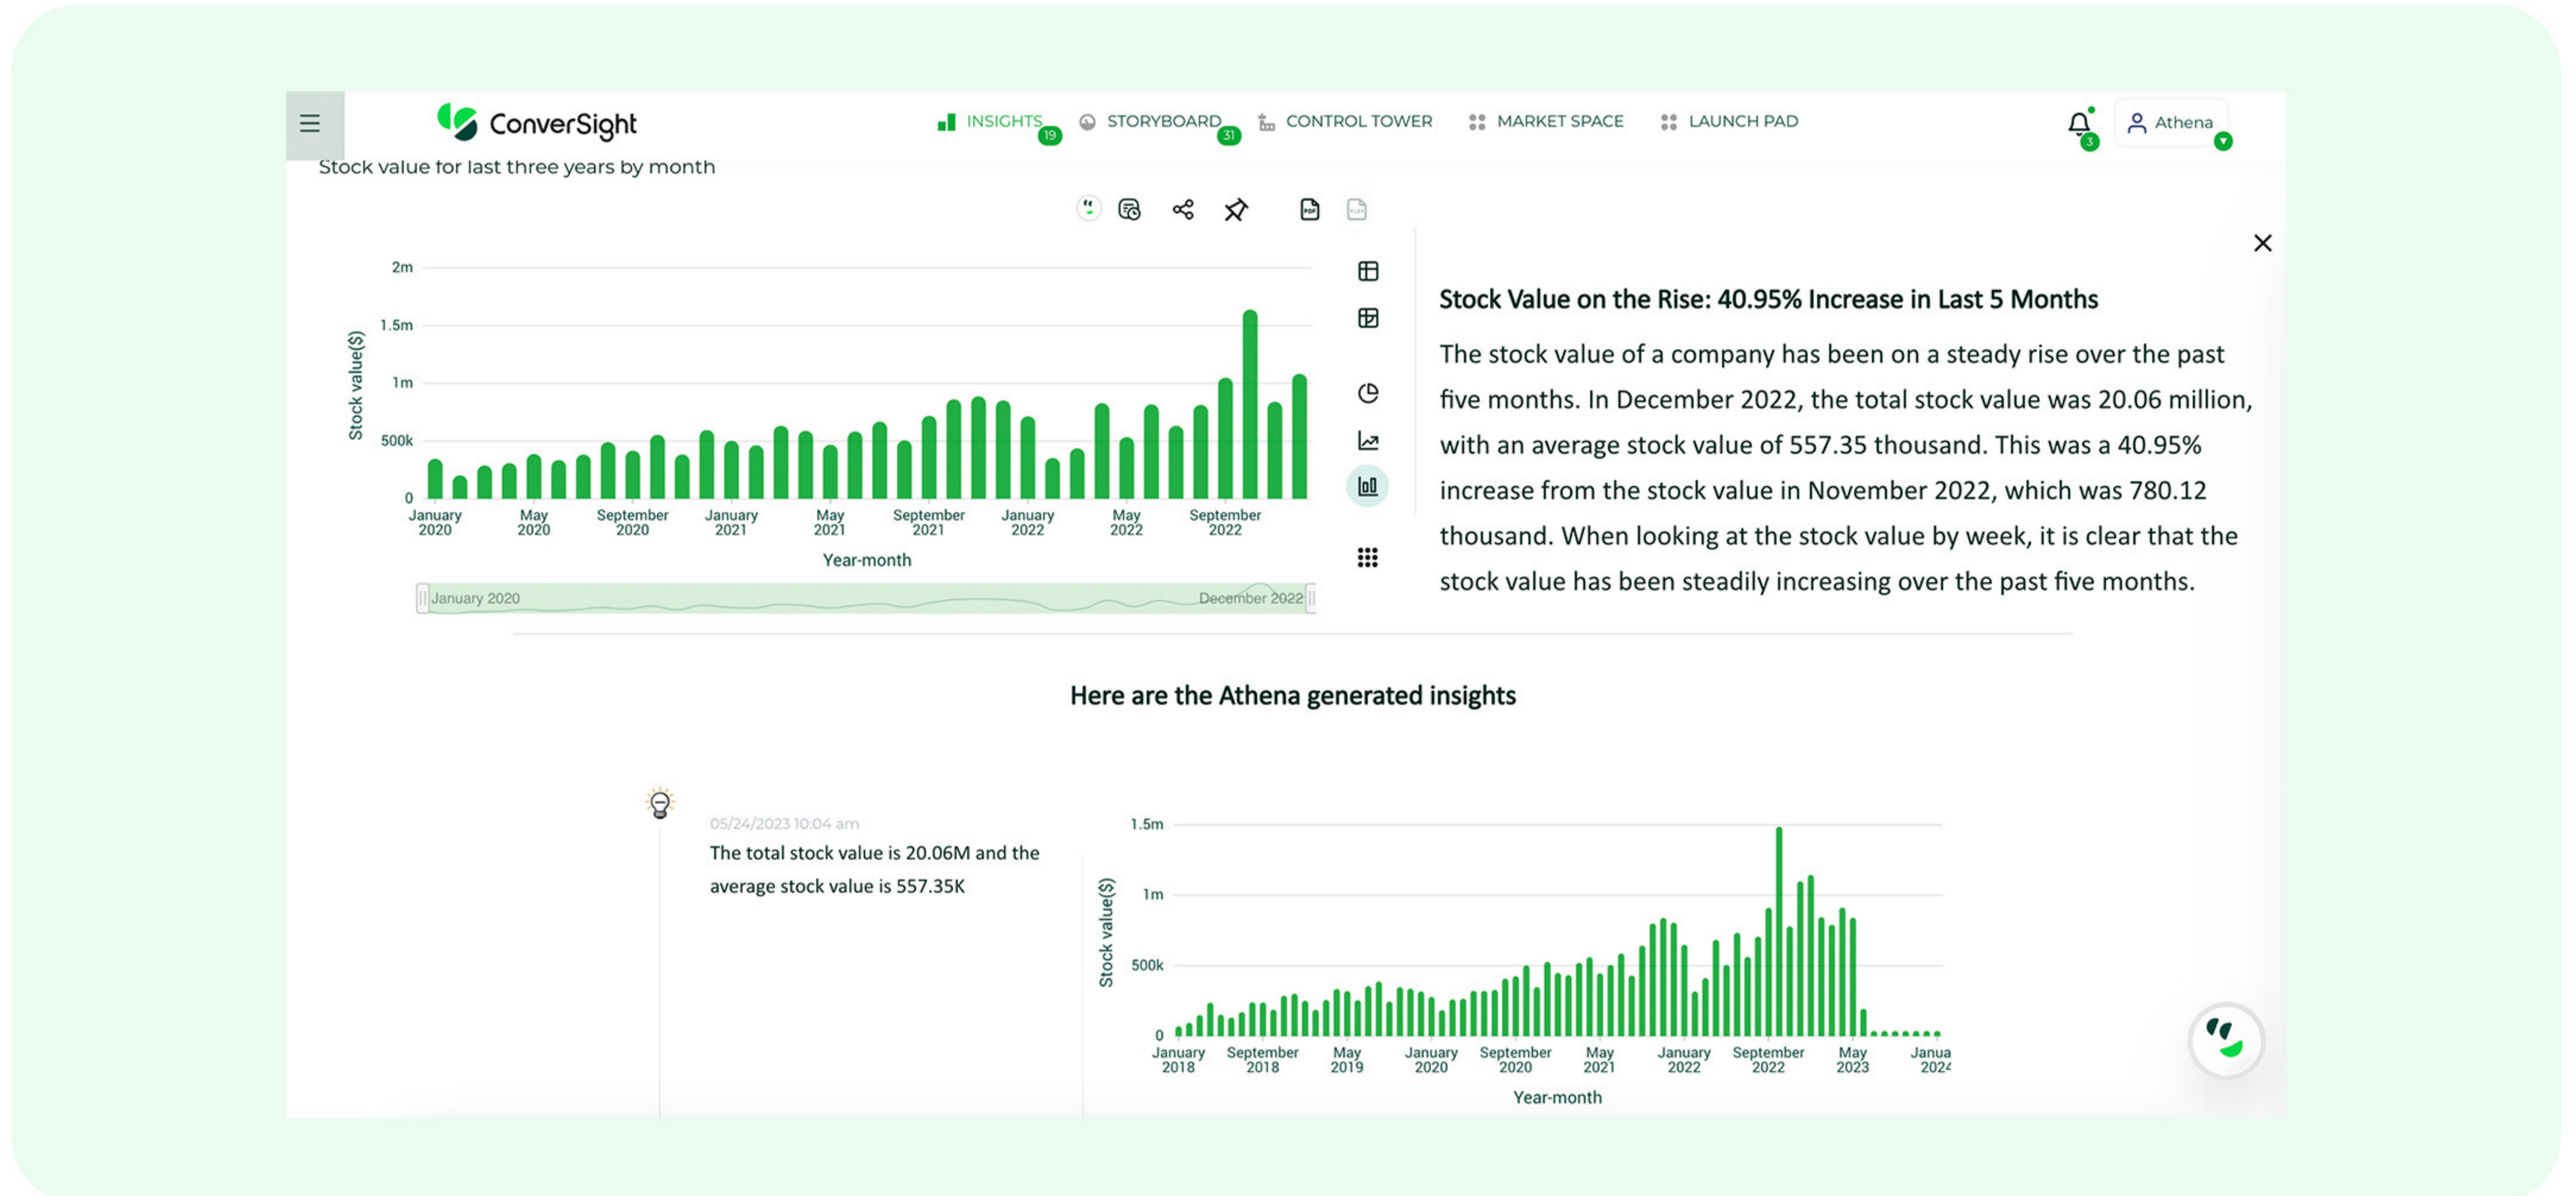 ConverSight
INSIGHTS 19
STORYBOARD 31
CONTROL TOWER
MARKET SPACE
LAUNCH PAD
3
Athena
Stock value for last three years by month
PDF
2m
1.5m
1m
500k
0
Stock value($)
January 2020
May 2020
September 2020
January 2021
May 2021
September 2021
January 2022
May 2022
September 2022
Year-month
January 2020
December 2022
Stock Value on the Rise: 40.95% Increase in Last 5 Months
The stock value of a company has been on a steady rise over the past
five months. In December 2022, the total stock value was 20.06 million,
with an average stock value of 557.35 thousand. This was a 40.95%
increase from the stock value in November 2022, which was 780.12
thousand. When looking at the stock value by week, it is clear that the
stock value has been steadily increasing over the past five months.
Here are the Athena generated insights
05/24/2023 10:04 am
The total stock value is 20.06M and the
average stock value is 557.35K
1.5m
1m
500k
0
Stock value($)
January 2018
September 2018
May 2019
January 2020
September 2020
May 2021
January 2022
September 2022
May 2023
Janua
Year-month